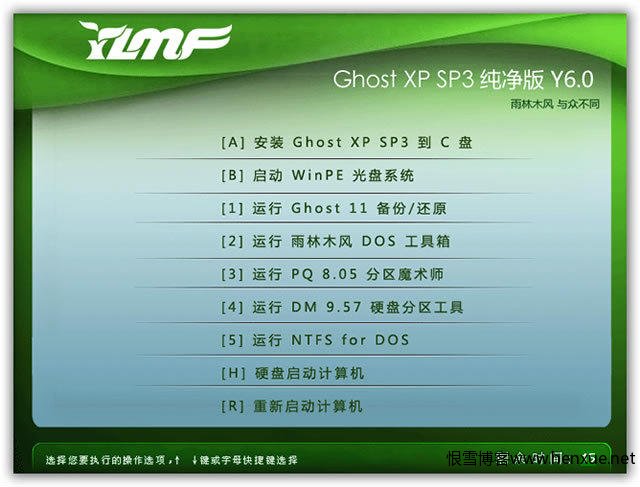 YLMF
Ghost XP SP3 纯净版 Y6.0
雨林木风 与众不同
[A] 安装 Ghost XP SP3 到 C 盘
[B] 启动 WinPE 光盘系统
[1] 运行 Ghost 11 备份/还原
[2] 运行 雨林木风 DOS 工具箱
[3] 运行 PQ 8.05 分区魔术师
[4] 运行 DM 9.57 硬盘分区工具
[5] 运行 NTFS for DOS
[H] 硬盘启动计算机
[R] 重新启动计算机
选择您要执行的操作选项,↑ ↓键或字母快捷键选择
恨雪博客www.henxue.net